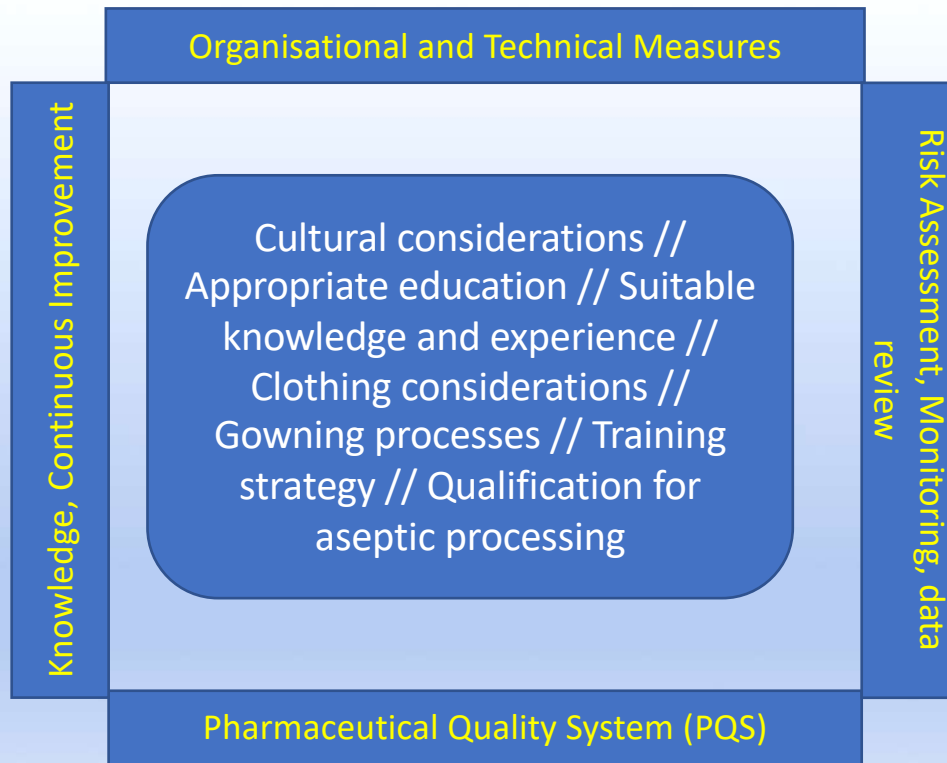 Organisational and Technical Measures
Knowledge, Continuous Improvement
Cultural considerations //
Appropriate education // Suitable
knowledge and experience //
Clothing considerations //
Gowning processes // Training
strategy // Qualification for
aseptic processing
Risk Assessment, Monitoring, data
review
Pharmaceutical Quality System (PQS)